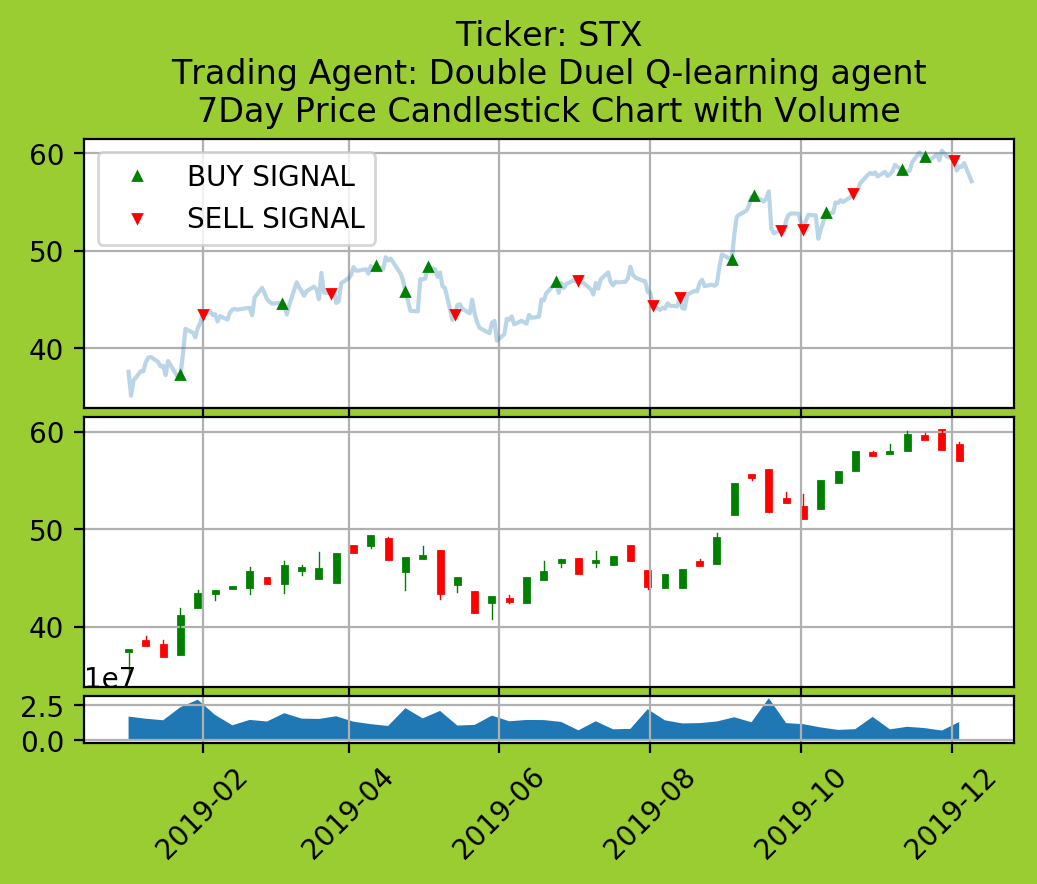 Ticker: STX
Trading Agent: Double Duel Q-learning agent
7Day Price Candlestick Chart with Volume
60
50
40
BUY SIGNAL
SELL SIGNAL
60
50
40
1e7
2.5
0.0
2019-02
2019-04
2019-06
2019-08
2019-10
2019-12